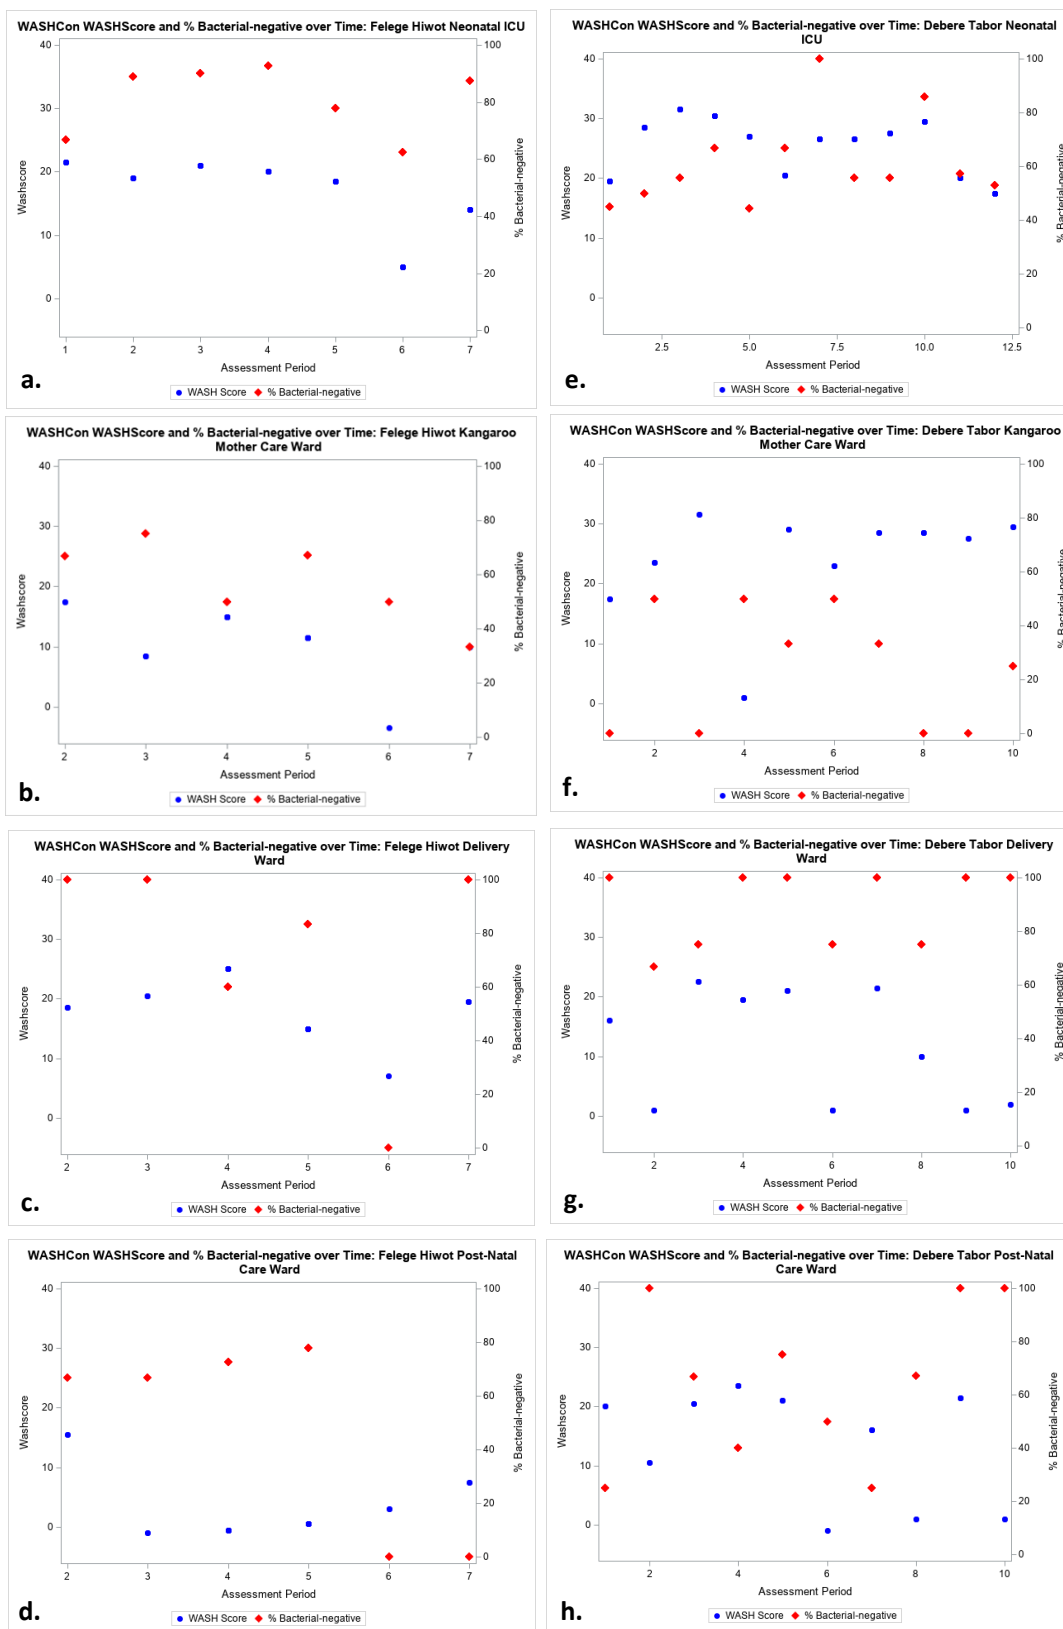 WASHCon WASHScore and % Bacterial-negative over Time: Felege Hiwot Neonatal ICU
40
30
20
10
0
Washscore
100
80
60
40
20
0
% Bacterial-negative
1 2 3 4 5 6 7
Assessment Period
WASH Score % Bacterial-negative
a.
WASHCon WASHScore and % Bacterial-negative over Time: Debere Tabor Neonatal
ICU
40
30
20
10
0
Washscore
100
80
60
40
20
0
% Bacterial-negative
2.5 5.0 7.5 10.0 12.5
Assessment Period
WASH Score % Bacterial-negative
e.
WASHCon WASHScore and % Bacterial-negative over Time: Felege Hiwot Kangaroo
Mother Care Ward
40
30
20
10
0
Washscore
100
80
60
40
20
0
% Bacterial-negative
2 3 4 5 6 7
Assessment Period
WASH Score % Bacterial-negative
b.
WASHCon WASHScore and % Bacterial-negative over Time: Debere Tabor Kangaroo
Mother Care Ward
40
30
20
10
0
Washscore
100
80
60
40
20
0
% Bacterial-negative
2 4 6 8 10
Assessment Period
WASH Score % Bacterial-negative
f.
WASHCon WASHScore and % Bacterial-negative over Time: Felege Hiwot Delivery
Ward
40
30
20
10
0
Washscore
100
80
60
40
20
0
% Bacterial-negative
2 3 4 5 6 7
Assessment Period
WASH Score % Bacterial-negative
c.
WASHCon WASHScore and % Bacterial-negative over Time: Debere Tabor Delivery
Ward
40
30
20
10
0
Washscore
100
80
60
40
20
0
% Bacterial-negative
2 4 6 8 10
Assessment Period
WASH Score % Bacterial-negative
g.
WASHCon WASHScore and % Bacterial-negative over Time: Felege Hiwot Post-Natal
Care Ward
40
30
20
10
0
Washscore
100
80
60
40
20
0
% Bacterial-negative
2 3 4 5 6 7
Assessment Period
WASH Score % Bacterial-negative
d.
WASHCon WASHScore and % Bacterial-negative over Time: Debere Tabor Post-Natal
Care Ward
40
30
20
10
0
Washscore
100
80
60
40
20
0
% Bacterial-negative
2 4 6 8 10
Assessment Period
WASH Score % Bacterial-negative
h.